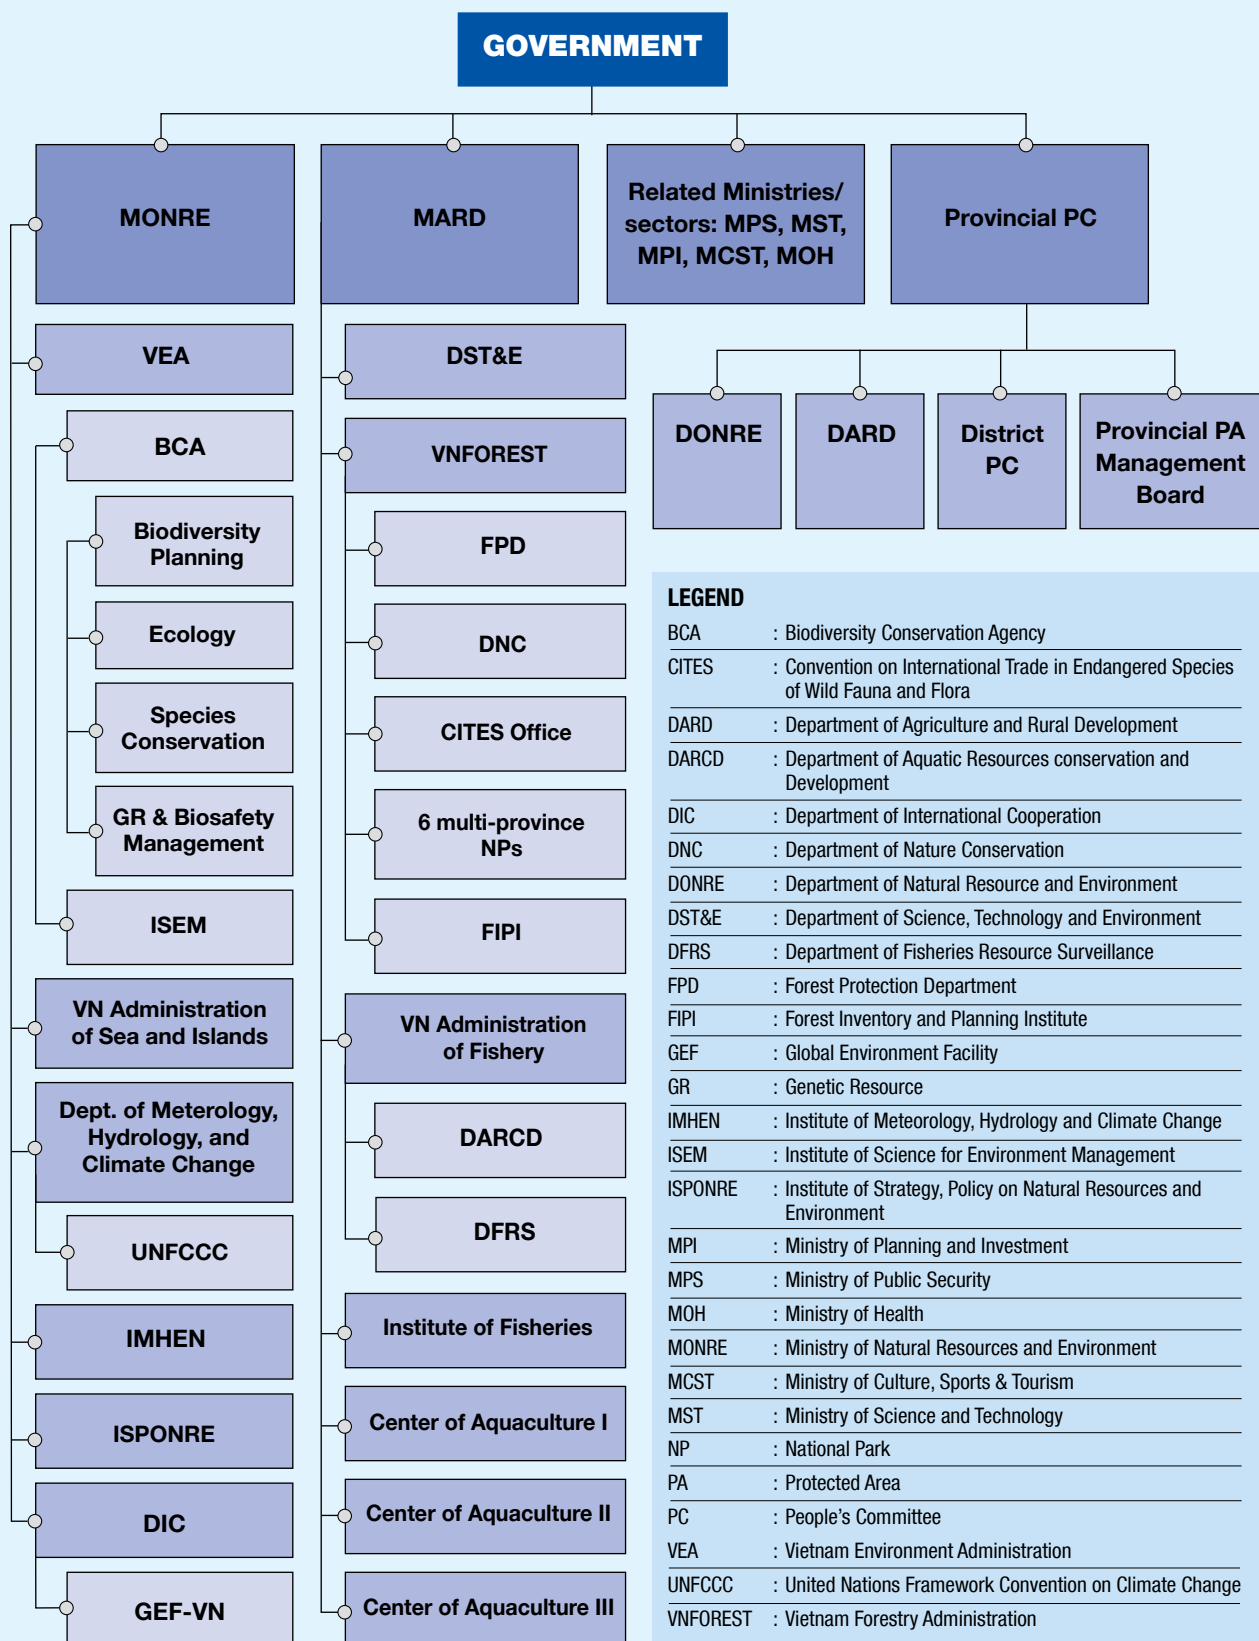 GOVERNMENT
MONRE
MARD
Related Ministries/
sectors: MPS, MST,
MPI, MCST, MOH
Provincial PC
VEA
BCA
Biodiversity
Planning
Ecology
Species
Conservation
GR & Biosafety
Management
ISEM
VN Administration
of Sea and Islands
Dept. of Meterology,
Hydrology, and
Climate Change
UNFCCC
IMHEN
ISPONRE
DIC
GEF-VN
DST&E
VNFOREST
FPD
DNC
CITES Office
6 multi-province
NPs
FIPI
VN Administration
of Fishery
DARCD
DFRS
Institute of Fisheries
Center of Aquaculture I
Center of Aquaculture II
Center of Aquaculture III
DONRE
DARD
District
PC
Provincial PA
Management
Board
LEGEND
BCA : Biodiversity Conservation Agency
CITES : Convention on International Trade in Endangered Species
of Wild Fauna and Flora
DARD : Department of Agriculture and Rural Development
DARCD : Department of Aquatic Resources conservation and
Development
DIC : Department of International Cooperation
DNC : Department of Nature Conservation
DONRE : Department of Natural Resource and Environment
DST&E : Department of Science, Technology and Environment
DFRS : Department of Fisheries Resource Surveillance
FPD : Forest Protection Department
FIPI : Forest Inventory and Planning Institute
GEF : Global Environment Facility
GR : Genetic Resource
IMHEN : Institute of Meteorology, Hydrology and Climate Change
ISEM : Institute of Science for Environment Management
ISPONRE : Institute of Strategy, Policy on Natural Resources and
Environment
MPI : Ministry of Planning and Investment
MPS : Ministry of Public Security
MOH : Ministry of Health
MONRE : Ministry of Natural Resources and Environment
MCST : Ministry of Culture, Sports & Tourism
MST : Ministry of Science and Technology
NP : National Park
PA : Protected Area
PC : People's Committee
VEA : Vietnam Environment Administration
UNFCCC : United Nations Framework Convention on Climate Change
VNFOREST : Vietnam Forestry Administration